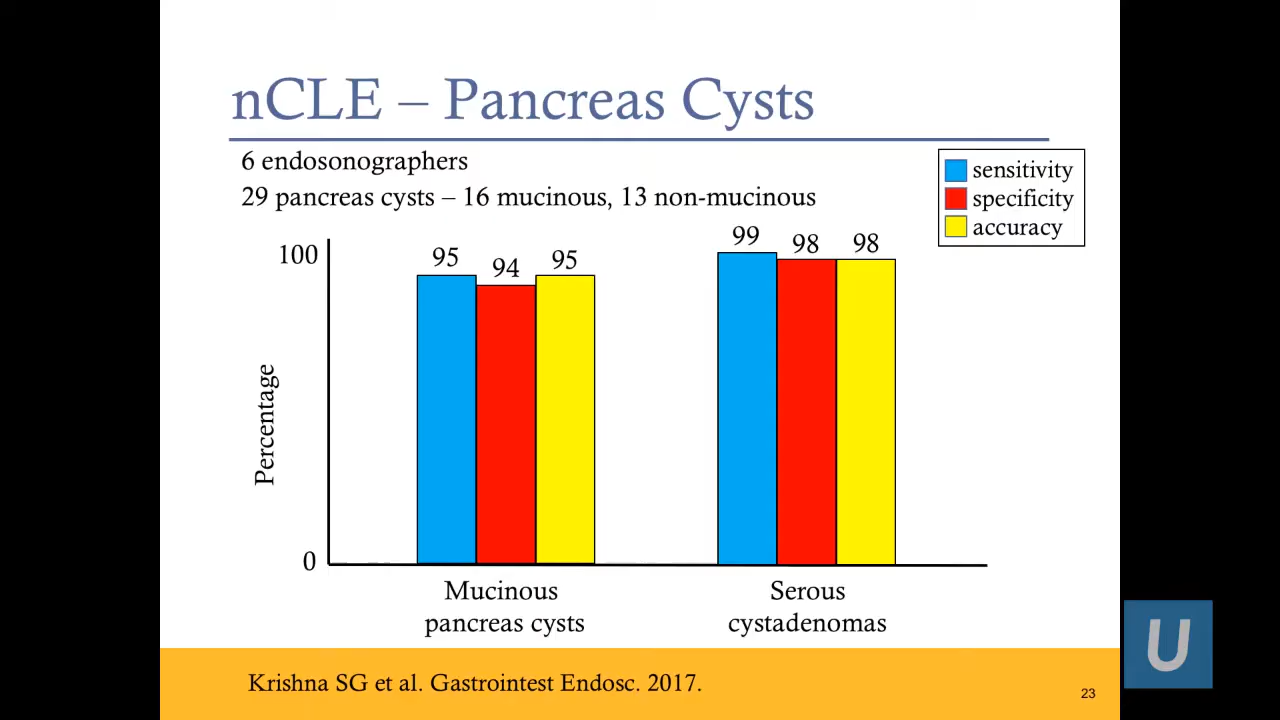 nCLE – Pancreas Cysts
6 endosonographers
29 pancreas cysts – 16 mucinous, 13 non-mucinous
sensitivity
specificity
accuracy
100
95
94
95
99
98
98
Percentage
0
Mucinous
pancreas cysts
Serous
cystadenomas
Krishna SG et al. Gastrointest Endosc. 2017.
23
U